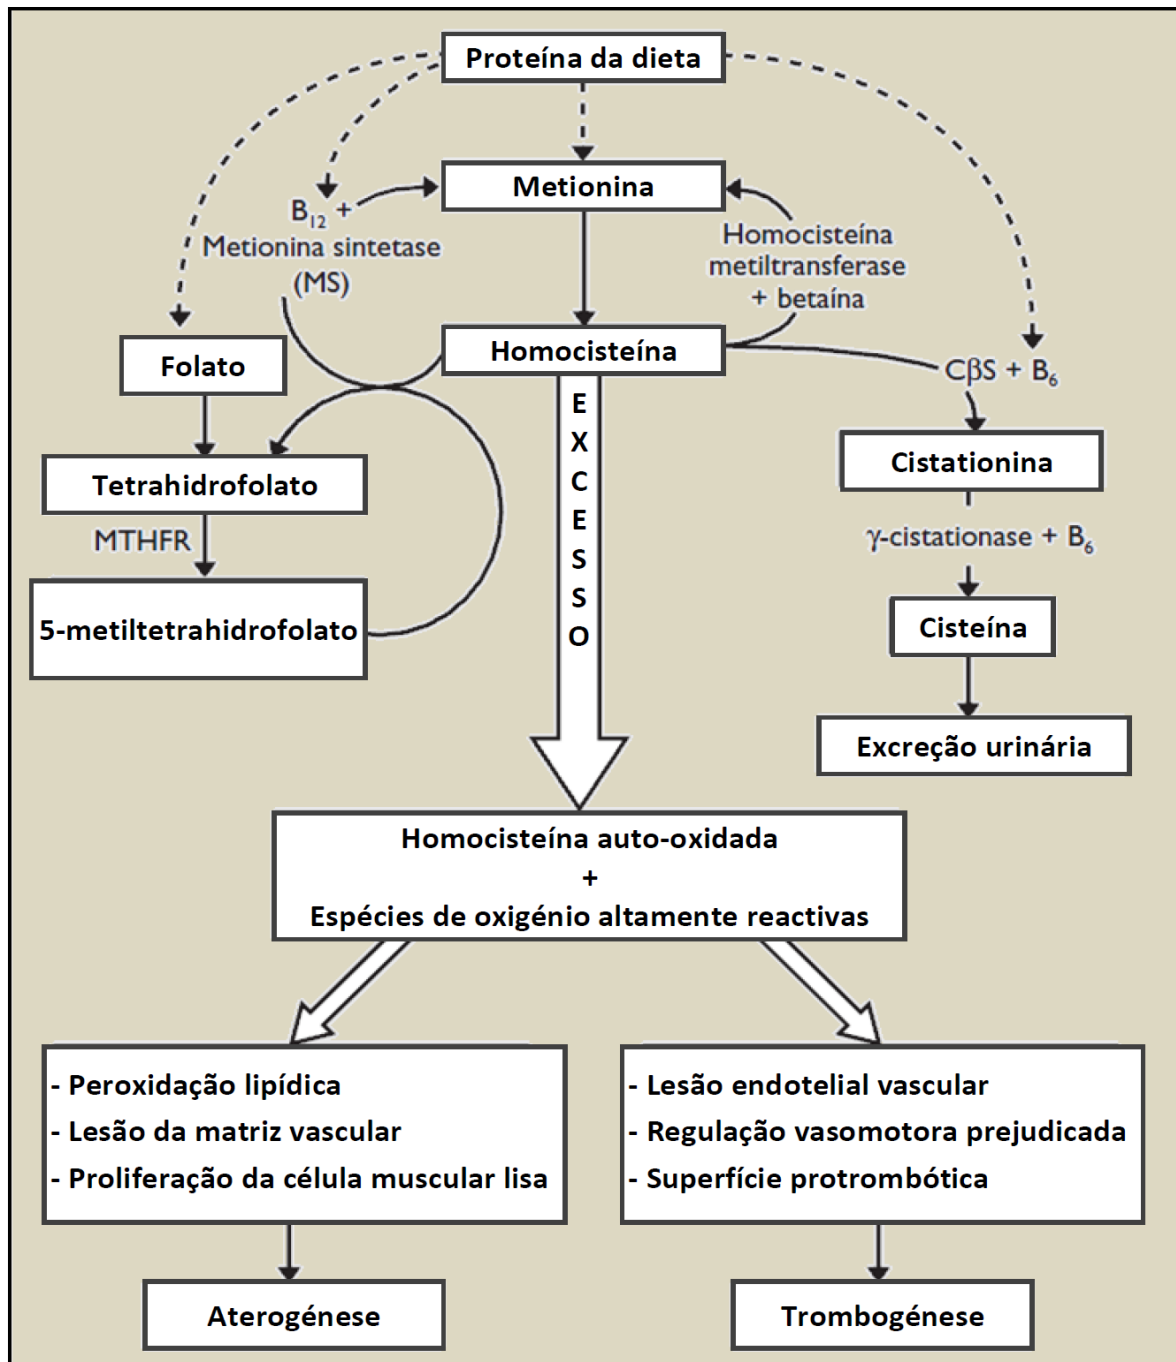 Proteína da dieta
Metionina
B12 +
Metionina sintetase
(MS)
Homocisteína
metiltransferase
+ betaína
Folato
Homocisteína
CβS + B6
E
X
C
E
S
S
O
Tetrahidrofolato
Cistationina
MTHFR
γ-cistationase + B6
5-metiltetrahidrofolato
Cisteína
Excreção urinária
Homocisteína auto-oxidada
+
Espécies de oxigénio altamente reactivas
- Peroxidação lipídica
- Lesão da matriz vascular
- Proliferação da célula muscular lisa
- Lesão endotelial vascular
- Regulação vasomotora prejudicada
- Superfície protrombótica
Aterogénese
Trombogénese